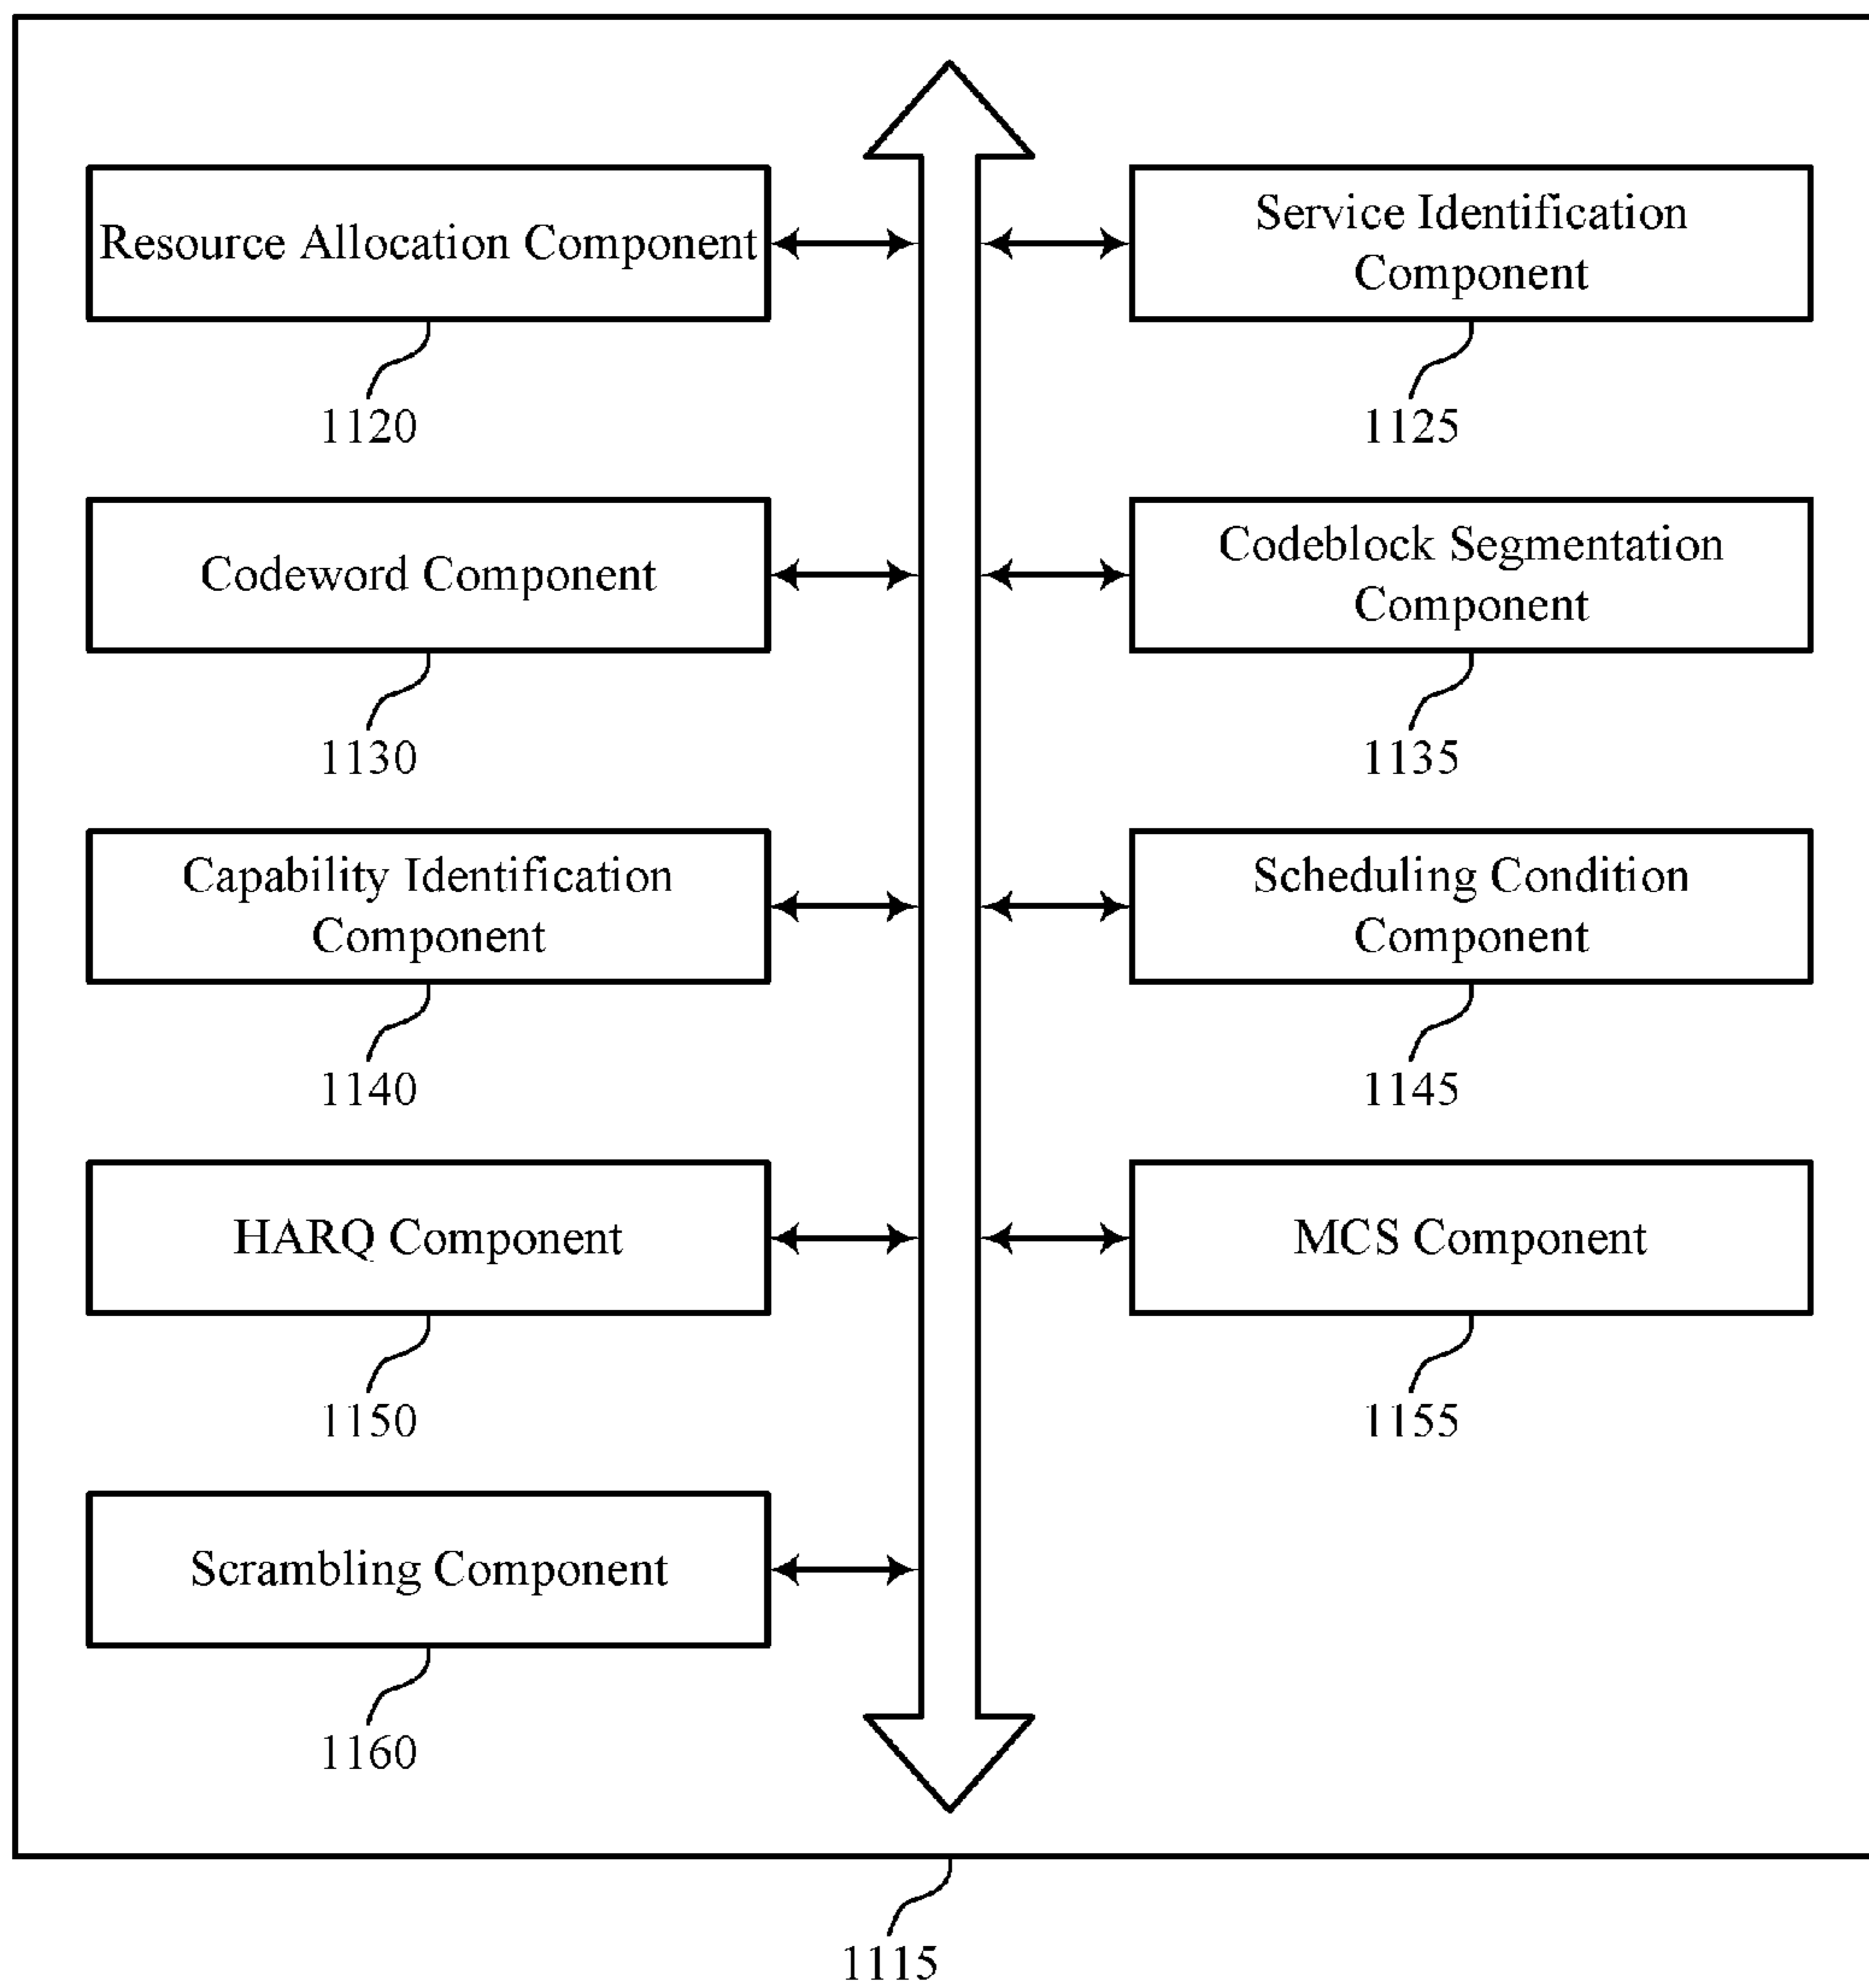 Resource Allocation Component
1120
Service Identification
Component
1125
Codeword Component
1130
Codeblock Segmentation
Component
1135
Capability Identification
Component
1140
Scheduling Condition
Component
1145
HARQ Component
1150
MCS Component
1155
Scrambling Component
1160
1115